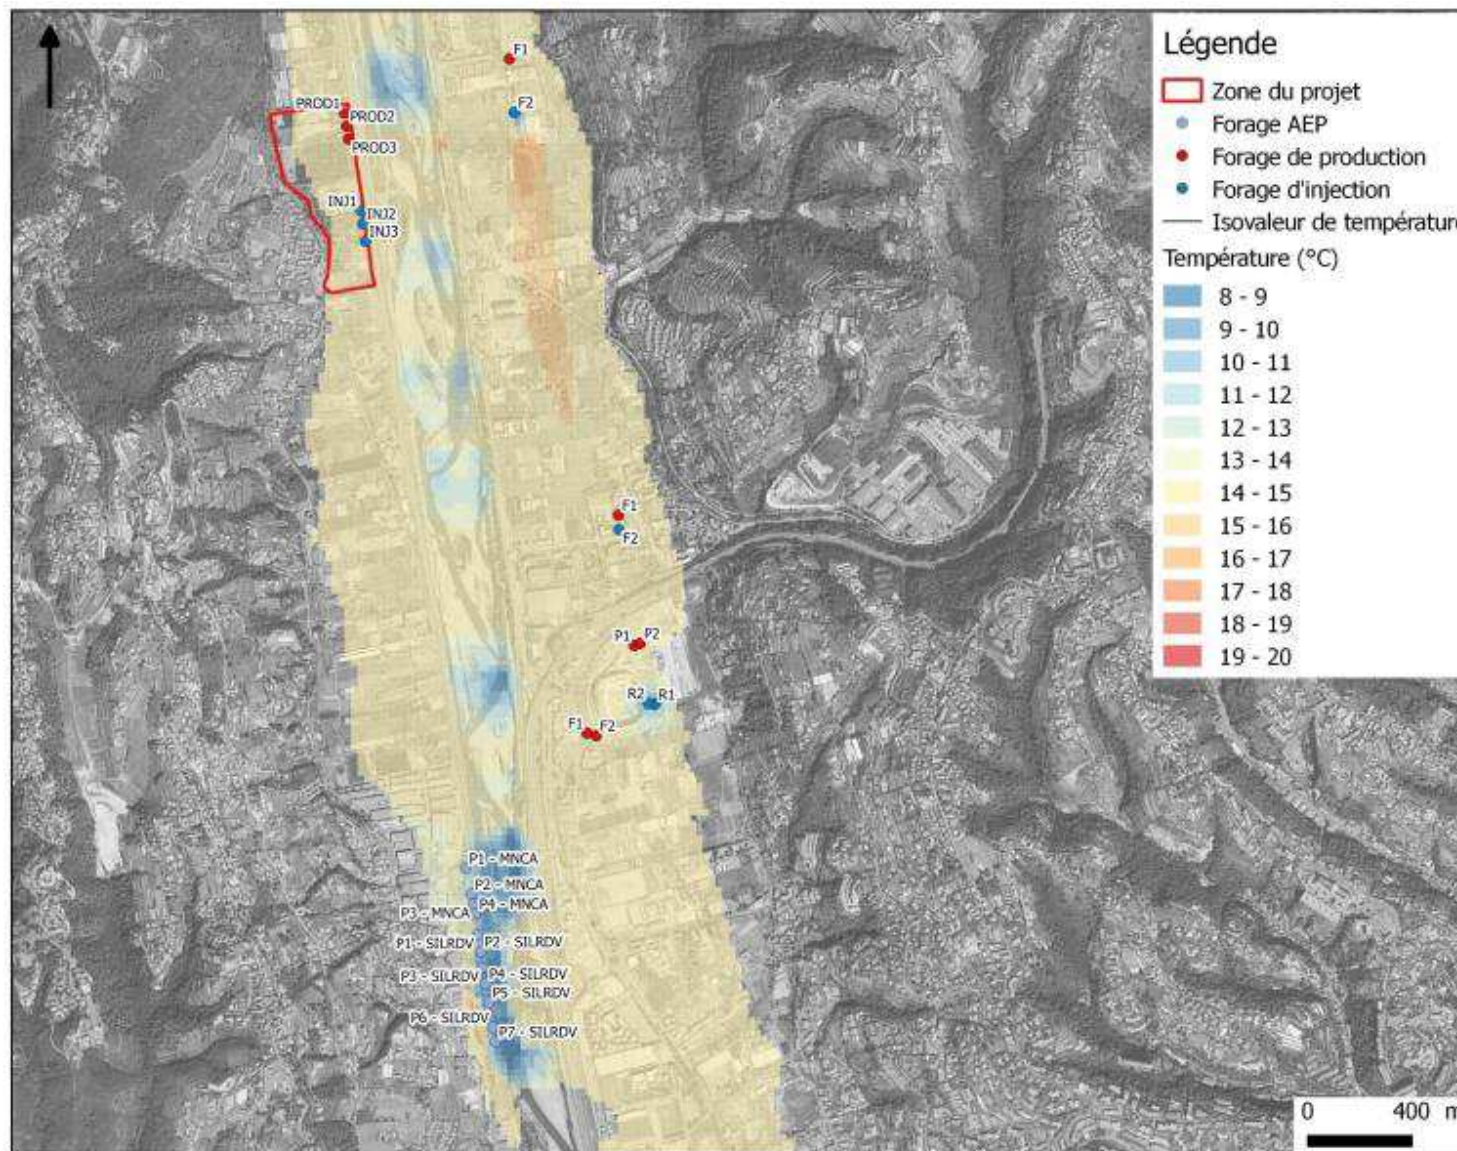 Légende
Zone du projet
Forage AEP
Forage de production
Forage d'injection
Isovaleur de température
Température (°C)
8 - 9
9 - 10
10 - 11
11 - 12
12 - 13
13 - 14
14 - 15
15 - 16
16 - 17
17 - 18
18 - 19
19 - 20
F1
F2
PROD1
PROD2
PROD3
INJ1
INJ2
INJ3
F1
F2
P1 P2
R2 R1
F1 F2
P1 - MNCA
P2 - MNCA
P4 - MNCA
P3 - MNCA
P1 - SILRDV P2 - SILRDV
P3 - SILRDV P4 - SILRDV
P5 - SILRDV
P6 - SILRDV
P7 - SILRDV
0 400 m